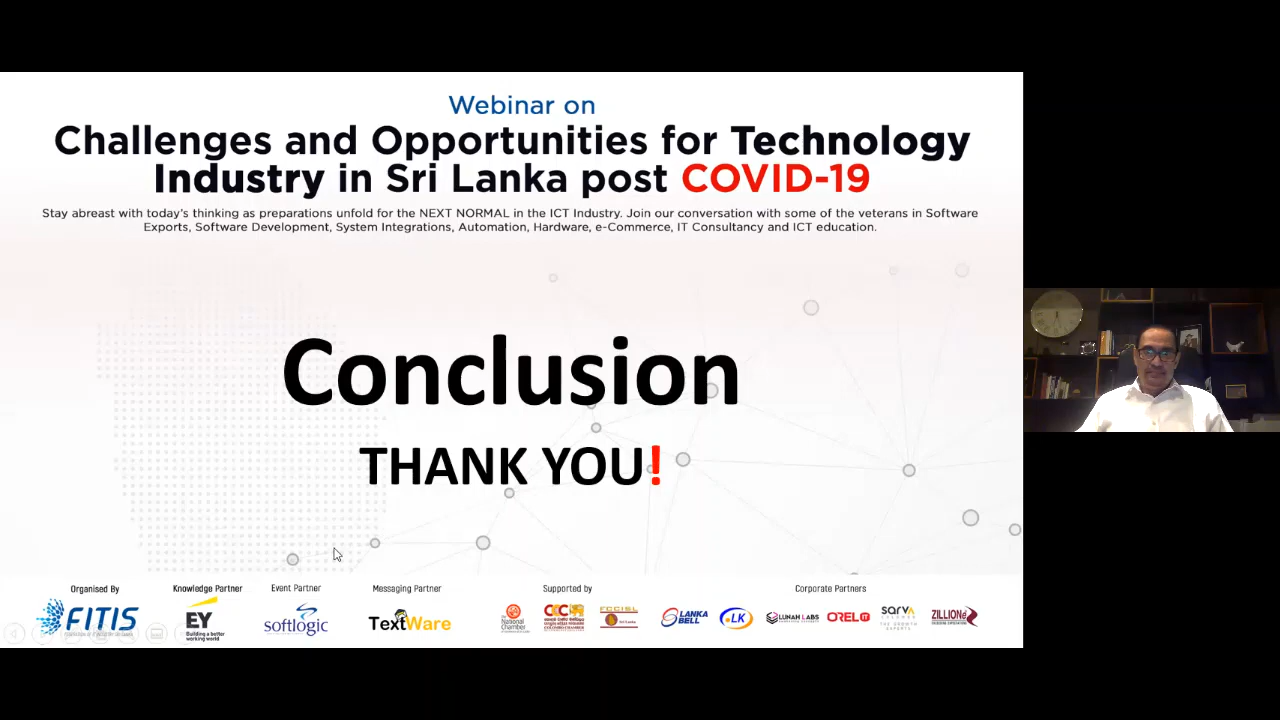 Webinar on
Challenges and Opportunities for Technology
Industry in Sri Lanka post COVID-19
Stay abreast with today's thinking as preparations unfold for the NEXT NORMAL in the ICT Industry. Join our conversation with some of the veterans in Software
Exports, Software Development, System Integrations, Automation, Hardware, e-Commerce, IT Consultancy and ICT education.
Conclusion
THANK YOU!
Organised By
Knowledge Partner
Event Partner
Messaging Partner
Supported by
Corporate Partners
FITIS
EY
Building a better
working world
softlogic
TextWare
National
Chamber
CCC
FCCISL
LANKA
BELL
.LK
LUNAR LABS
OREL IT
SARVA
ZILLIONe